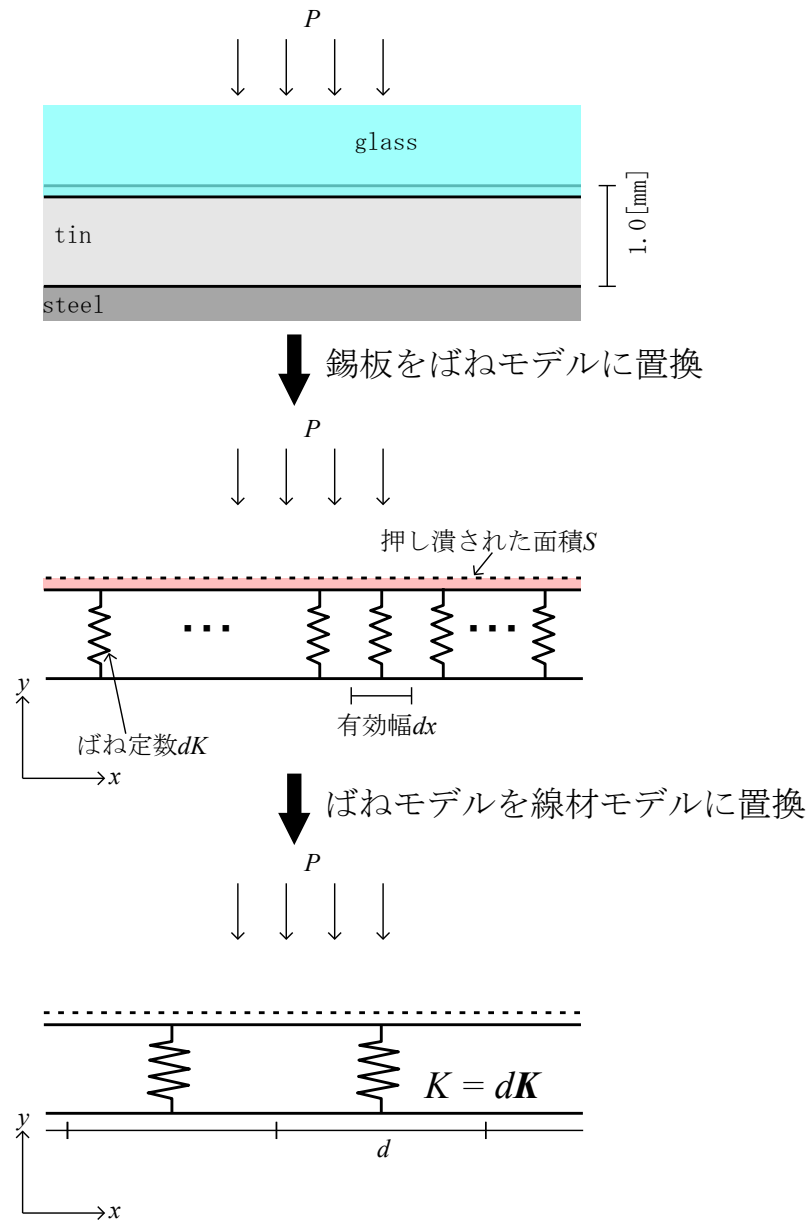 P
glass
1.0[mm]
tin
steel
錫板をばねモデルに置換
P
押し潰された面積S
y
有効幅dx
ばね定数dK
x
ばねモデルを線材モデルに置換
P
K = dK
y
d
x